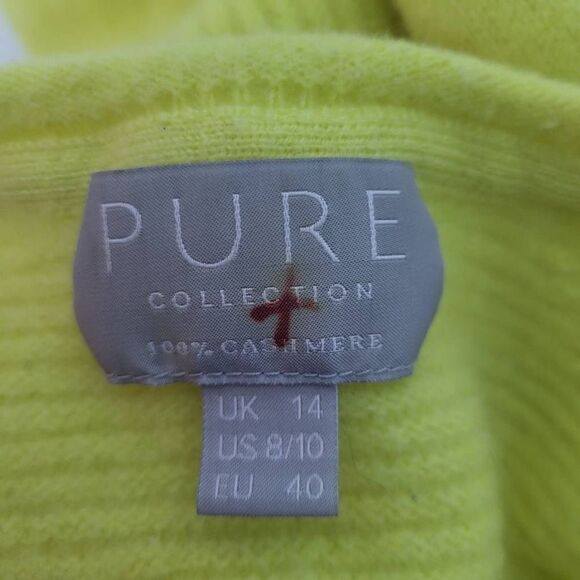 PURE
COLLECTION
100% CASHMERE
UK 14
US 8/10
EU 40